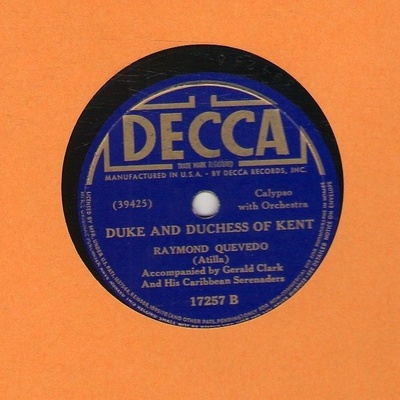 DECCA
TRADE MARK REGISTERED
MANUFACTURED IN U.S.A. - BY DECCA RECORDS, INC.
(39425)
Calypso
with Orchestra
DUKE AND DUCHESS OF KENT
RAYMOND QUEVEDO
(Atilla)
Accompanied by Gerald Clark
And His Caribbean Serenaders
17257 B